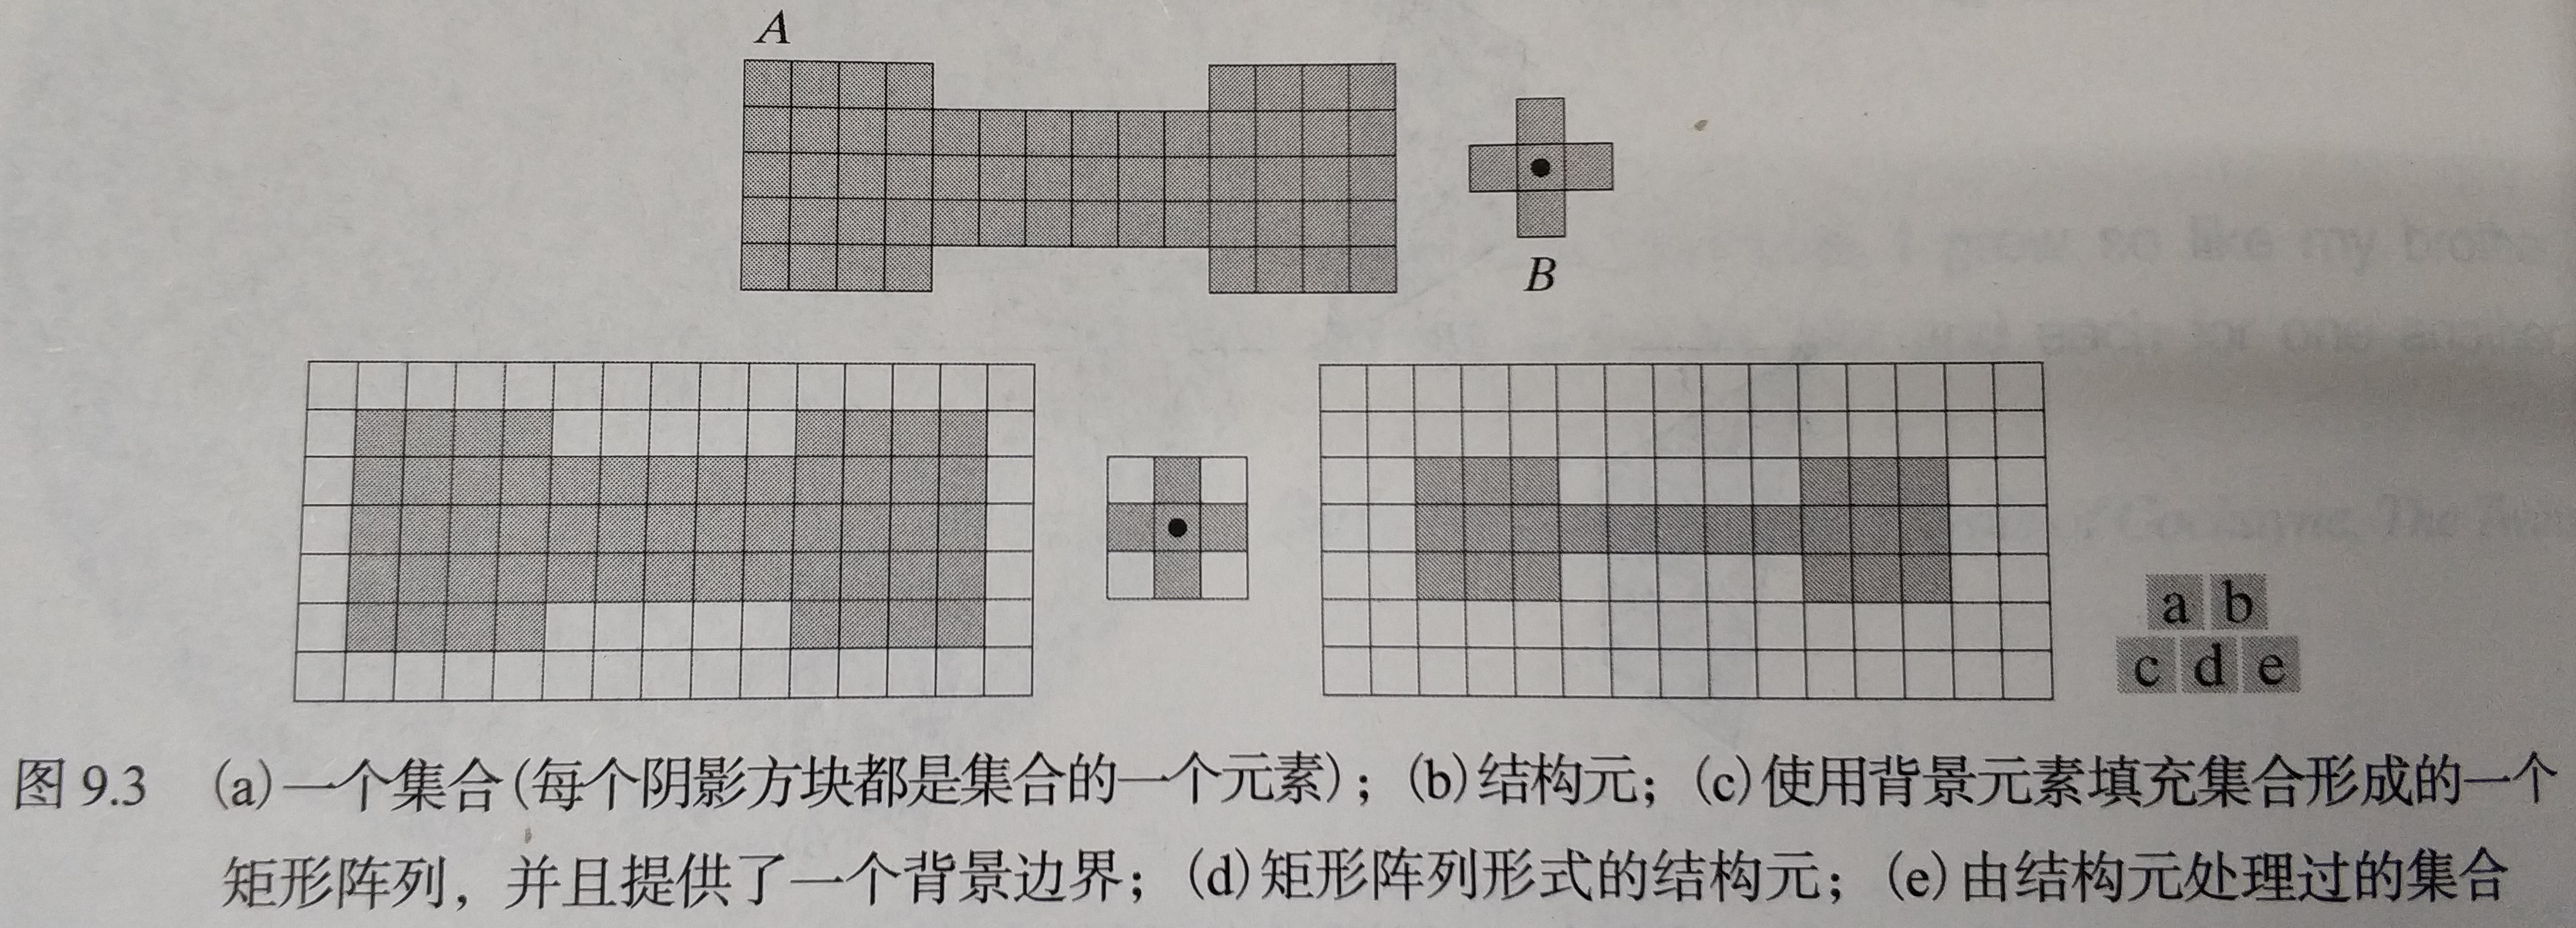 A
B
a b
c d e
图 9.3 (a)一个集合(每个阴影方块都是集合的一个元素)；(b)结构元；(c)使用背景元素填充集合形成的一个
矩形阵列，并且提供了一个背景边界；(d)矩形阵列形式的结构元；(e)由结构元处理过的集合